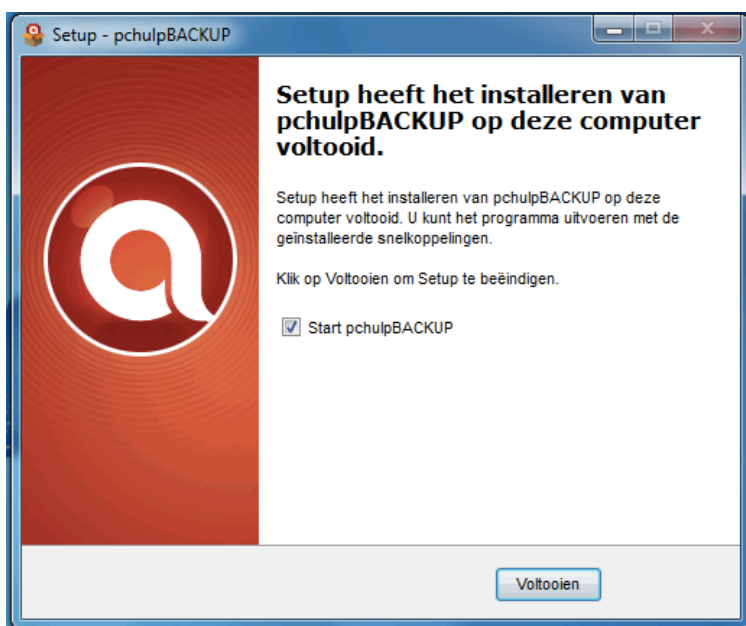 Setup - pchulpBACKUP
Setup heeft het installeren van
pchulpBACKUP op deze computer
voltooid.
Setup heeft het installeren van pchulpBACKUP op deze
computer voltooid. U kunt het programma uitvoeren met de
geïnstalleerde snelkoppelingen.
Klik op Voltooien om Setup te beëindigen.
Start pchulpBACKUP
Voltooien